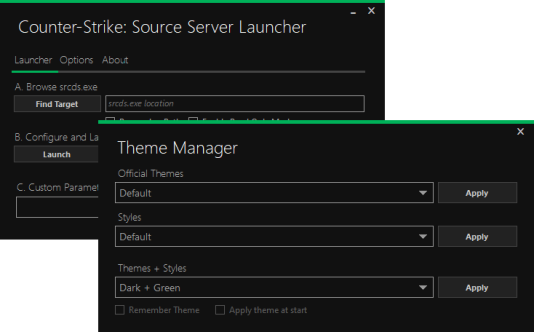 Counter-Strike: Source Server Launcher
Launcher Options About
A. Browse srcds.exe
Find Target srcds.exe location
B. Configure and La
Launch
C. Custom Paramet
Theme Manager
Official Themes
Default Apply
Styles
Default Apply
Themes + Styles
Dark + Green Apply
Remember Theme Apply theme at start